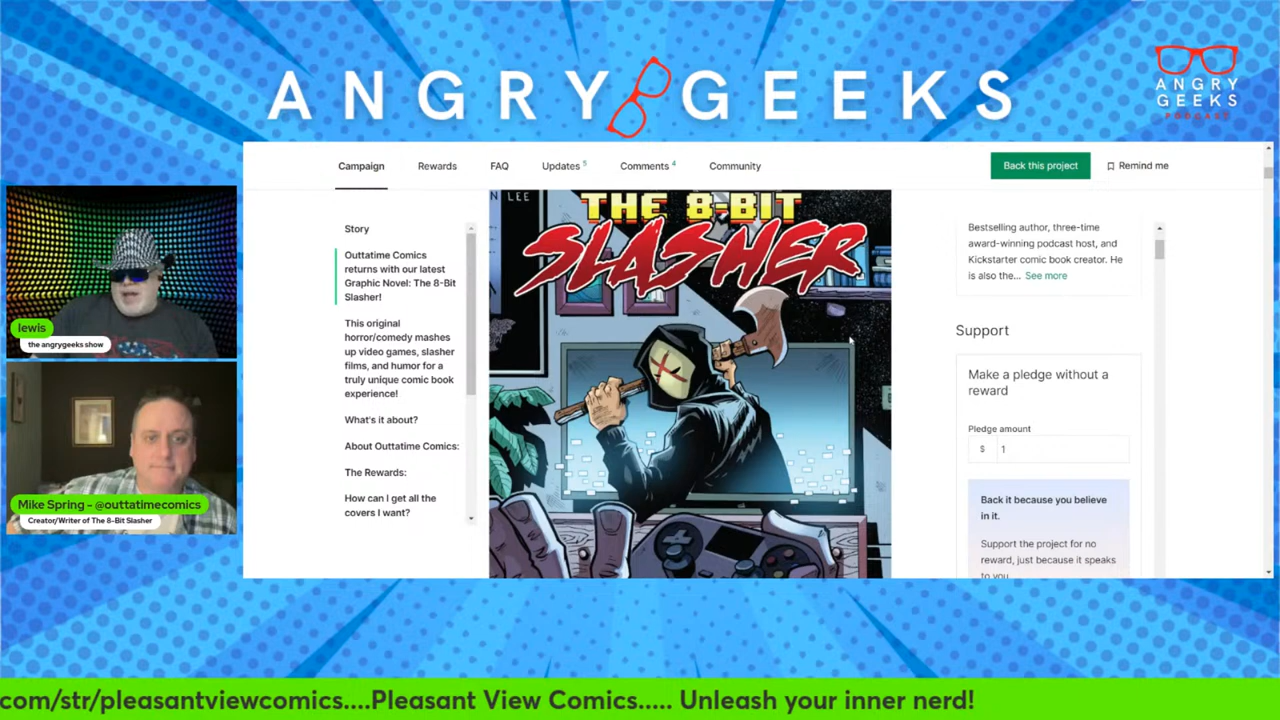 ANGRY GEEKS
ANGRY
GEEKS
PODCAST
Campaign
Rewards
FAQ
Updates 5
Comments 4
Community
Back this project
Remind me
Story
Outtatime Comics
returns with our latest
Graphic Novel: The 8-Bit
Slasher!
This original
horror/comedy mashes
up video games, slasher
films, and humor for a
truly unique comic book
experience!
What's it about?
About Outtatime Comics:
The Rewards:
How can I get all the
covers I want?
N LEE
THE 8-BIT
SLASHER
Bestselling author, three-time
award-winning podcast host, and
Kickstarter comic book creator. He
is also the... See more
Support
Make a pledge without a
reward
Pledge amount
$ 1
Back it because you believe
in it.
Support the project for no
reward, just because it speaks
to you.
lewis
the angrygeeks show
Mike Spring - @outtatimecomics
Creator/Writer of The 8-Bit Slasher
com/str/pleasantviewcomics....Pleasant View Comics..... Unleash your inner nerd!